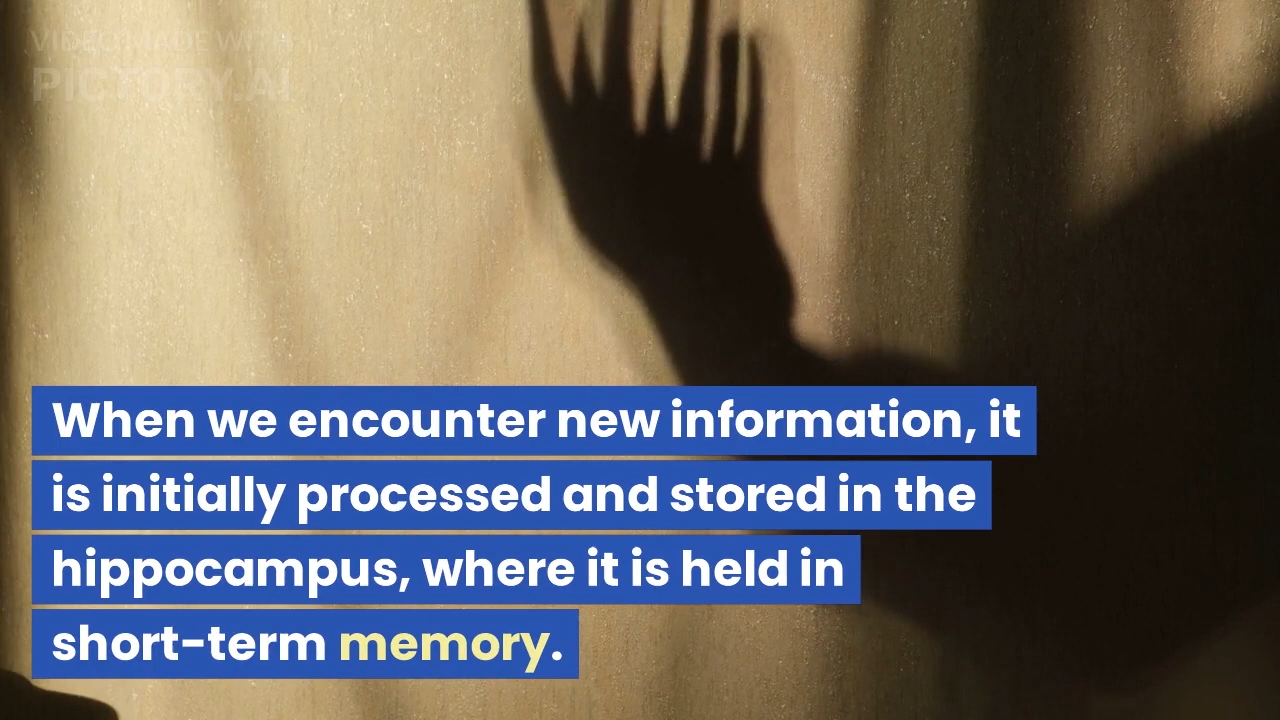 VIDEO MADE WITH
PICTORY.AI
When we encounter new information, it
is initially processed and stored in the
hippocampus, where it is held in
short-term memory.